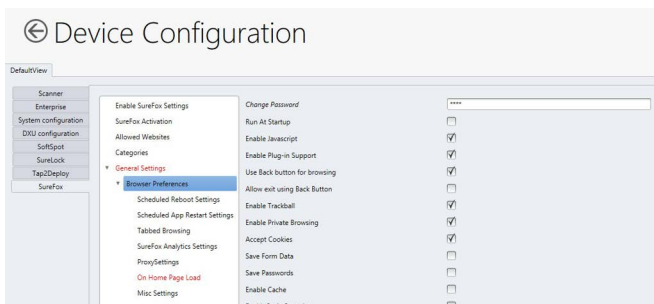 Device Configuration
DefaultView
Scanner
Enterprise
System configuration
DXU configuration
SoftSpot
SureLock
Tap2Deploy
SureFox
Enable SureFox Settings
SureFox Activation
Allowed Websites
Categories
General Settings
Browser Preferences
Scheduled Reboot Settings
Scheduled App Restart Settings
Tabbed Browsing
SureFox Analytics Settings
ProxySettings
On Home Page Load
Misc Settings
Change Password ****
Run At Startup
Enable Javascript
Enable Plug-in Support
Use Back button for browsing
Allow exit using Back Button
Enable Trackball
Enable Private Browsing
Accept Cookies
Save Form Data
Save Passwords
Enable Cache